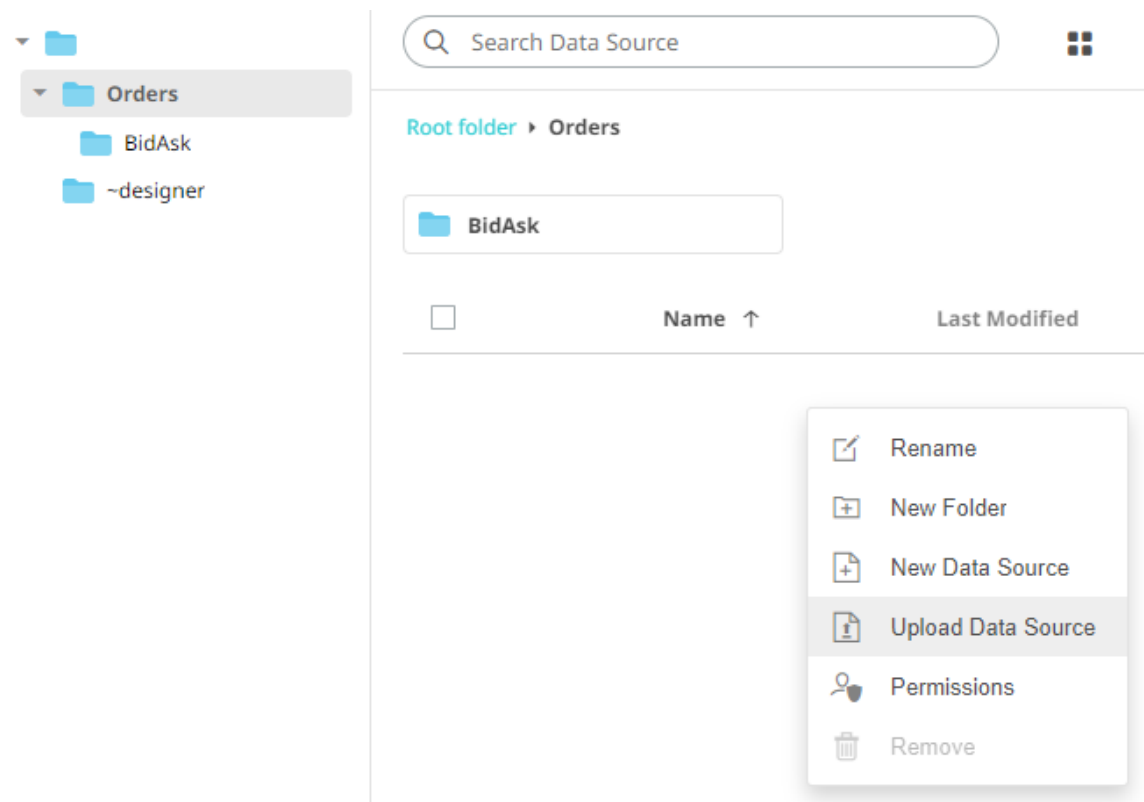 Orders
BidAsk
~designer
Search Data Source
Root folder Orders
BidAsk
Name Last Modified
Rename
New Folder
New Data Source
Upload Data Source
Permissions
Remove